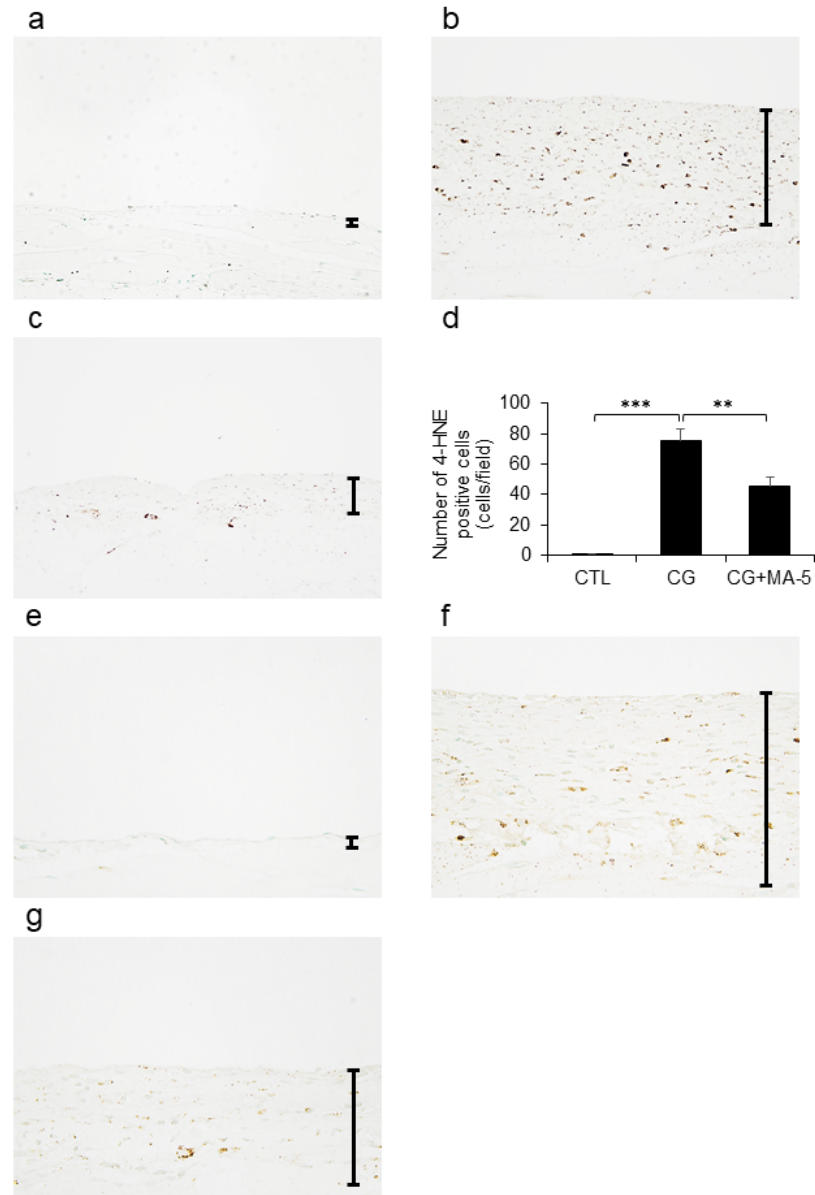 a
b
c
d
Number of 4-HNE
positive cells
(cells/field)
100
80
60
40
20
0
***
**
CTL
CG
CG+MA-5
e
f
g